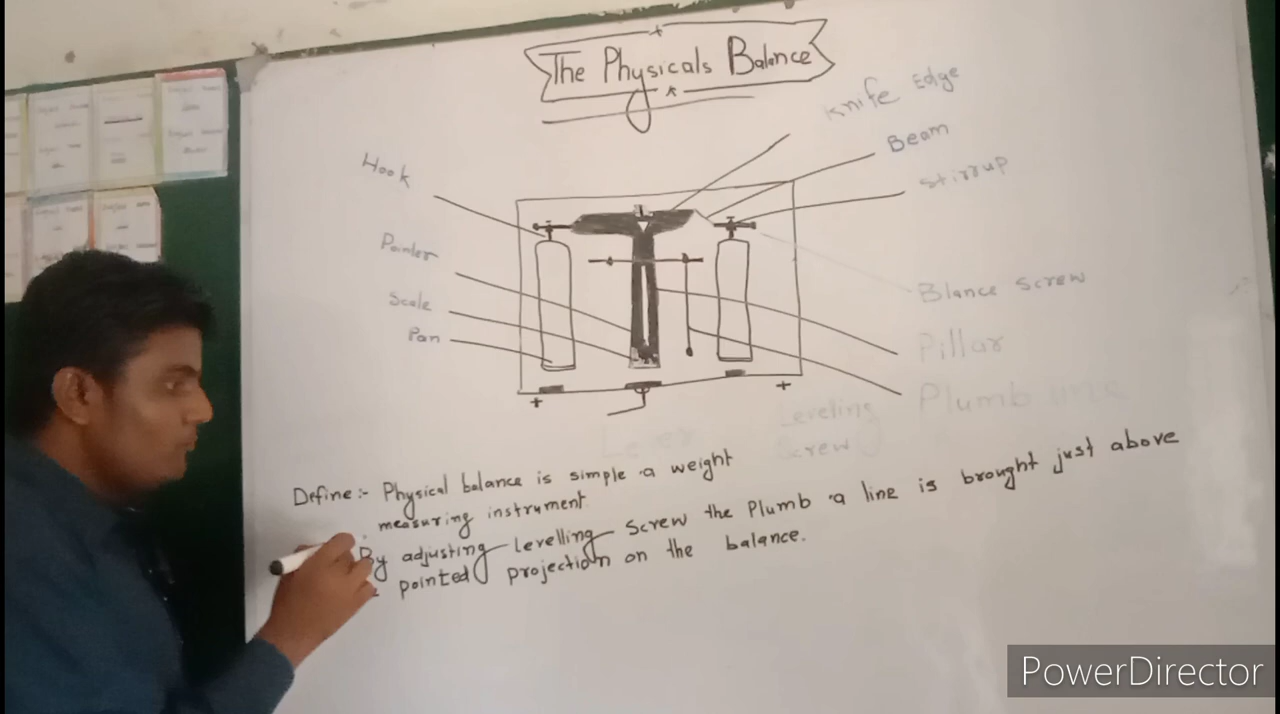 The Physicals Balance
Knife Edge
Beam
Stirrup
Hook
Pointer
Scale
Pan
Blance Screw
Pillar
Plumb
Leveling
Screw
Define:- Physical balance is simple a weight
measuring instrument
By adjusting levelling screw the Plumb a line is brought just above
pointed projection on the balance.
PowerDirector